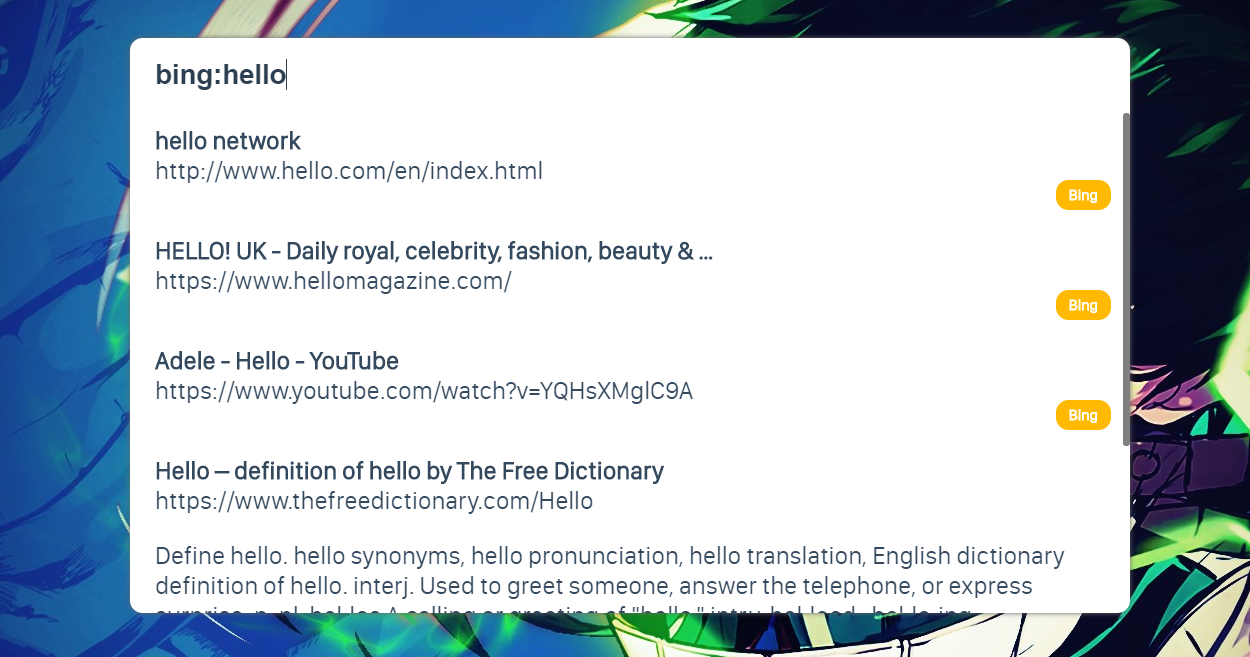 bing:hello
hello network
http://www.hello.com/en/index.html
Bing
HELLO! UK - Daily royal, celebrity, fashion, beauty & ...
https://www.hellomagazine.com/
Bing
Adele - Hello - YouTube
https://www.youtube.com/watch?v=YQHsXMglC9A
Bing
Hello — definition of hello by The Free Dictionary
https://www.thefreedictionary.com/Hello
Define hello. hello synonyms, hello pronunciation, hello translation, English dictionary
definition of hello. interj. Used to greet someone, answer the telephone, or express